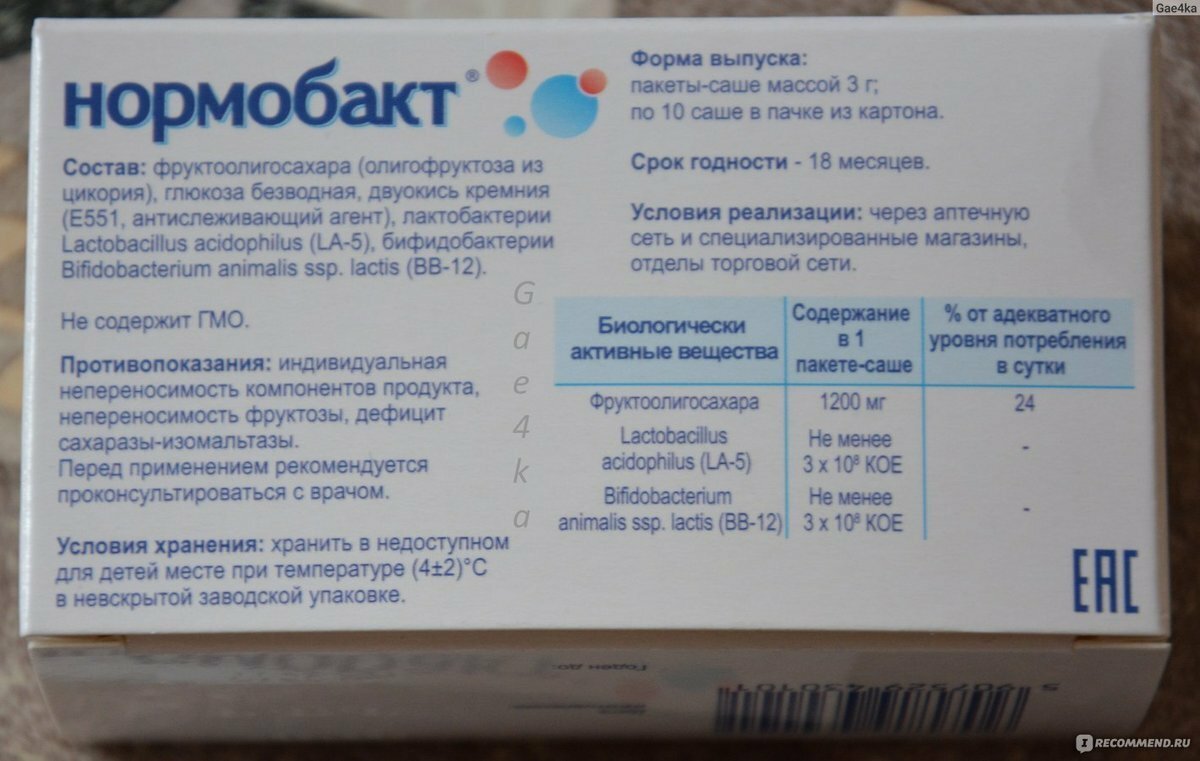 Gae4ka
нормобакт®
Состав: фруктоолигосахара (олигофруктоза из
цикория), глюкоза безводная, двуокись кремния
(Е551, антислеживающий агент), лактобактерии
Lactobacillus acidophilus (LA-5), бифидобактерии
Bifidobacterium animalis ssp. lactis (BB-12).
Не содержит ГМО.
Противопоказания: индивидуальная
непереносимость компонентов продукта,
непереносимость фруктозы, дефицит
сахаразы-изомальтазы.
Перед применением рекомендуется
проконсультироваться с врачом.
Условия хранения: хранить в недоступном
для детей месте при температуре (4±2)°С
в невскрытой заводской упаковке.
Gae4ka
Форма выпуска:
пакеты-саше массой 3 г;
по 10 саше в пачке из картона.
Срок годности - 18 месяцев.
Условия реализации: через аптечную
сеть и специализированные магазины,
отделы торговой сети.
Биологически активные вещества
Содержание в 1 пакете-саше
% от адекватного уровня потребления в сутки
Фруктоолигосахара 1200 мг 24
Lactobacillus
acidophilus (LA-5) Не менее 3 х 10⁸ КОЕ -
Bifidobacterium
animalis ssp. lactis (BB-12) Не менее 3 х 10⁸ КОЕ -
ЕАС
Годен до:
IRECOMMEND.RU